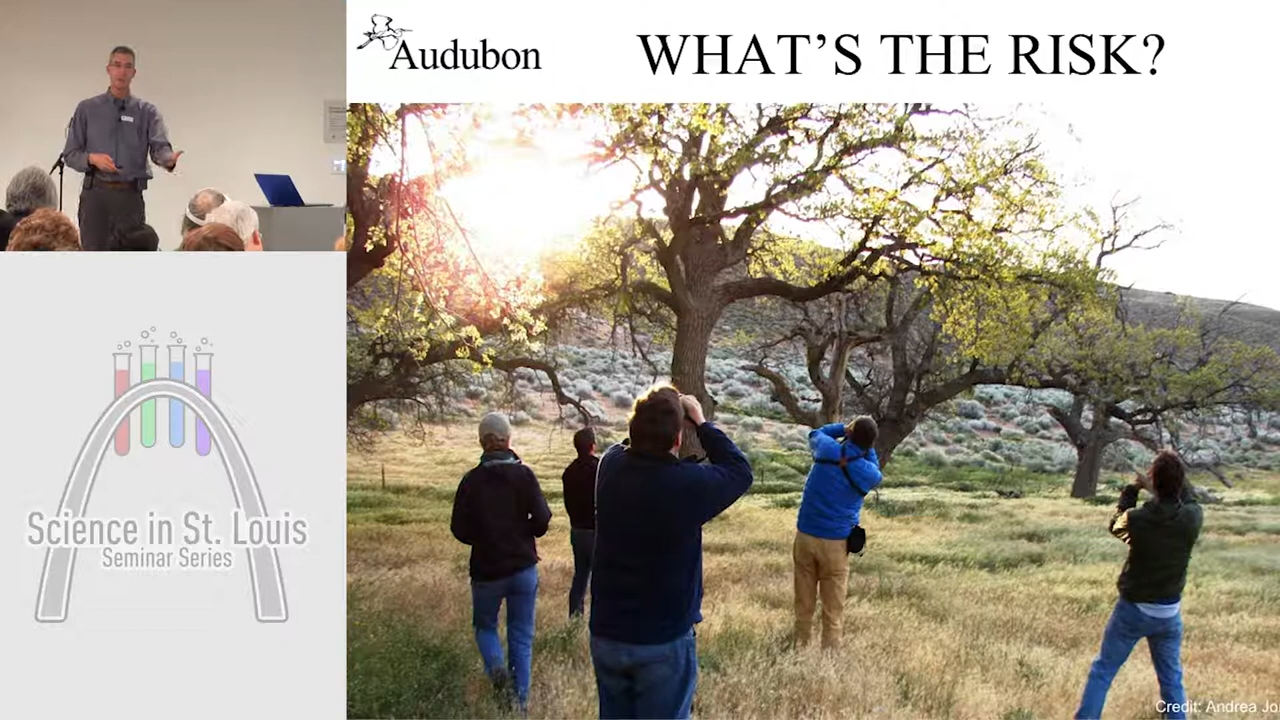 Audubon
WHAT'S THE RISK?
Science in St. Louis
Seminar Series
Credit: Andrea Jo